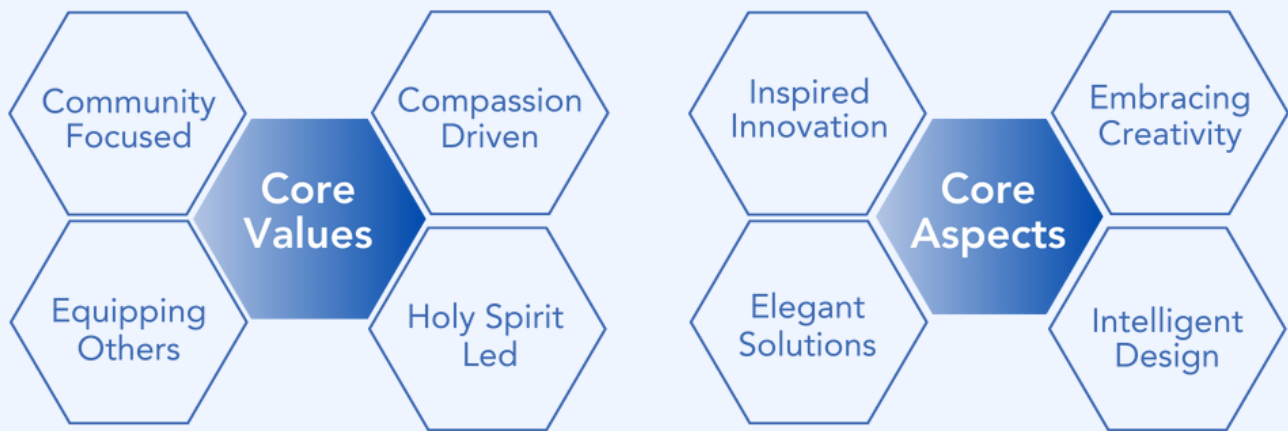 Community
Focused
Compassion
Driven
Core
Values
Equipping
Others
Holy Spirit
Led
Inspired
Innovation
Embracing
Creativity
Core
Aspects
Elegant
Solutions
Intelligent
Design